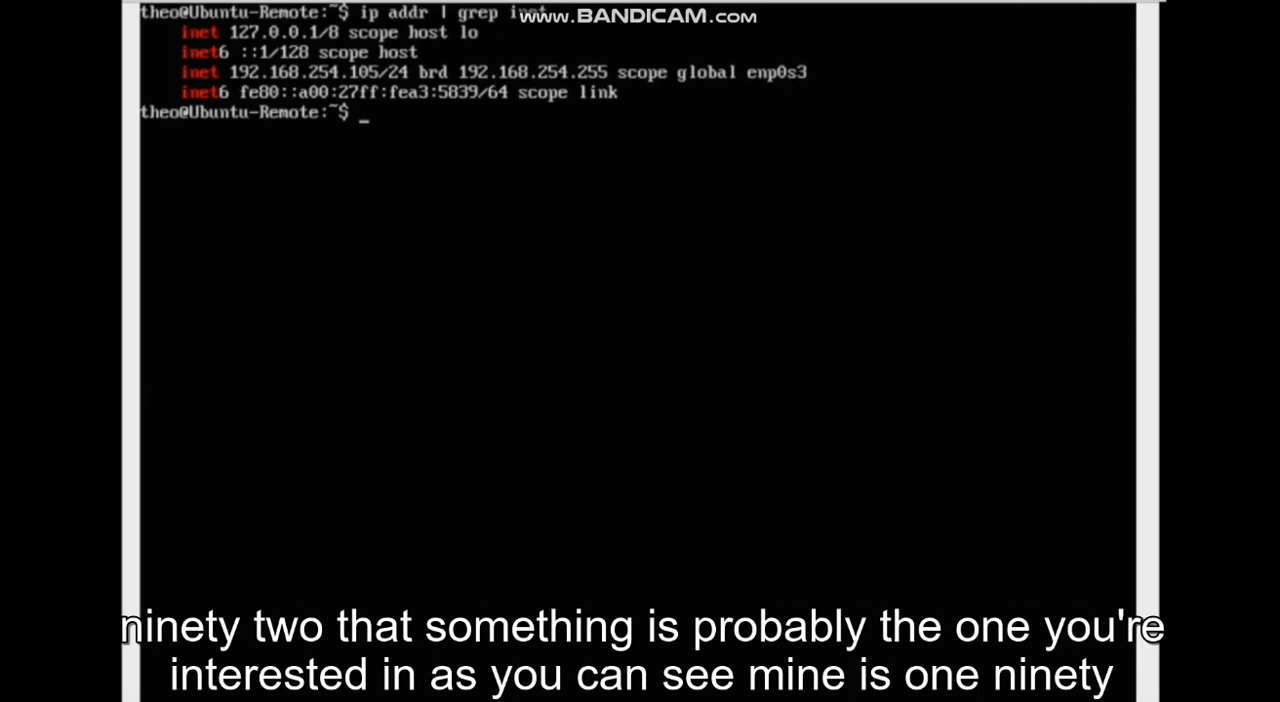 theo@Ubuntu-Remote:~$ ip addr | grep inet
www.BANDICAM.com
inet 127.0.0.1/8 scope host lo
inet6 ::1/128 scope host
inet 192.168.254.105/24 brd 192.168.254.255 scope global enp0s3
inet6 fe80::a00:27ff:fea3:5839/64 scope link
theo@Ubuntu-Remote:~$ _
ninety two that something is probably the one you're
interested in as you can see mine is one ninety